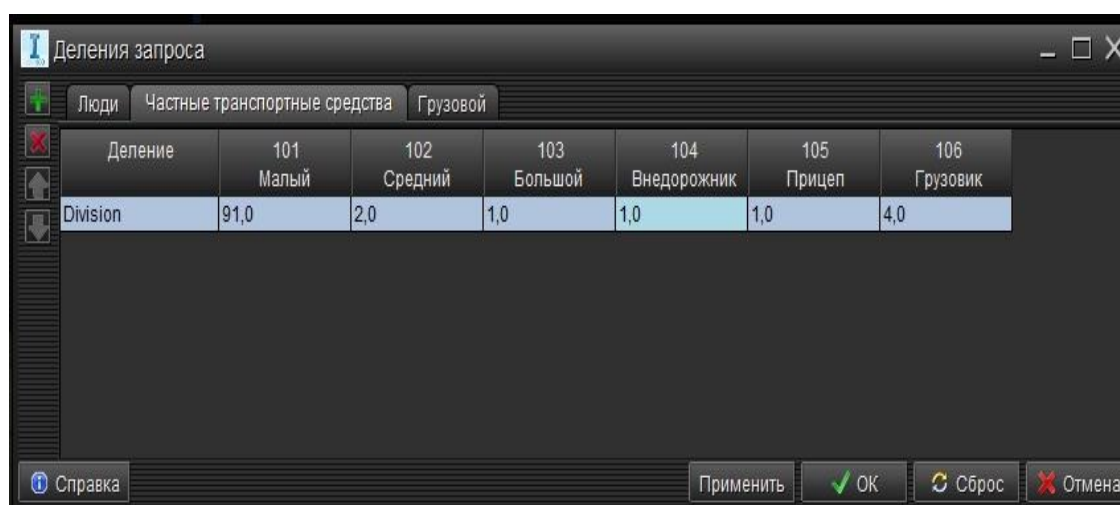 Деления запроса
Люди Частные транспортные средства Грузовой
Деление 101 Малый 102 Средний 103 Большой 104 Внедорожник 105 Прицеп 106 Грузовик
Division 91,0 2,0 1,0 1,0 1,0 4,0
Справка Применить ОК Сброс Отмена